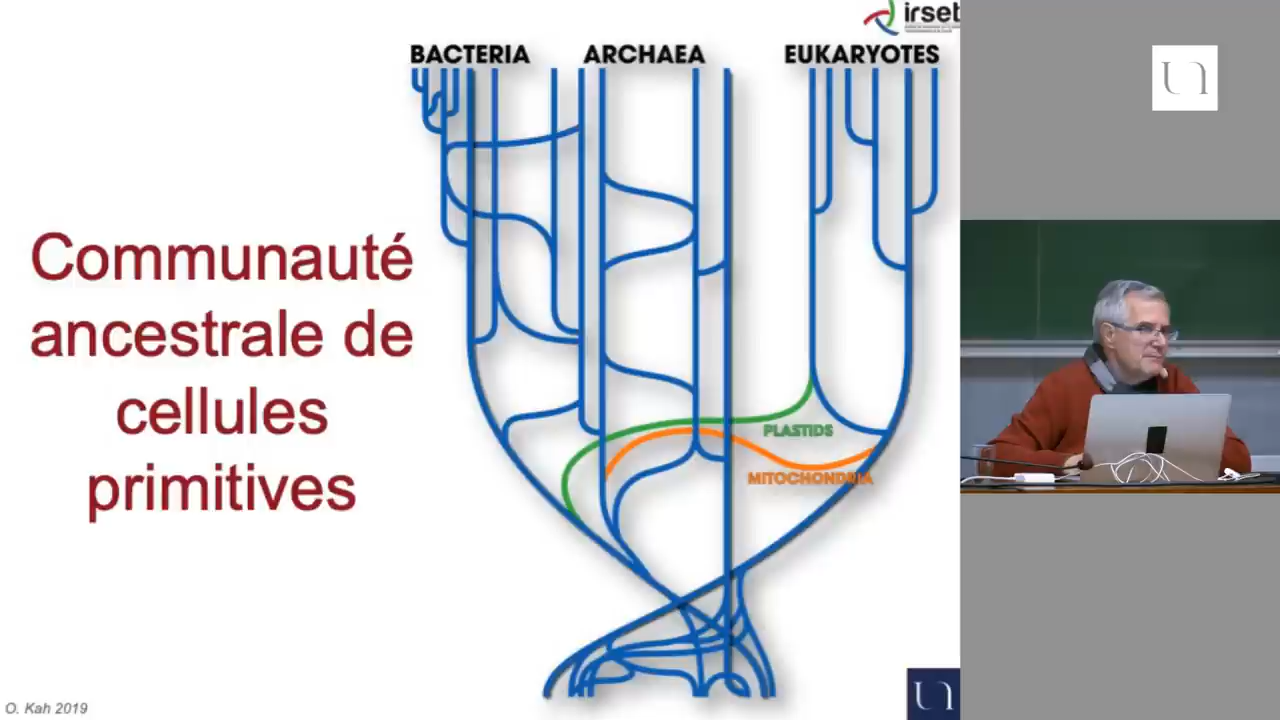 irset
BACTERIA ARCHAEA EUKARYOTES
Communauté
ancestrale de
cellules
primitives
PLASTIDS
MITOCHONDRIA
O. Kah 2019